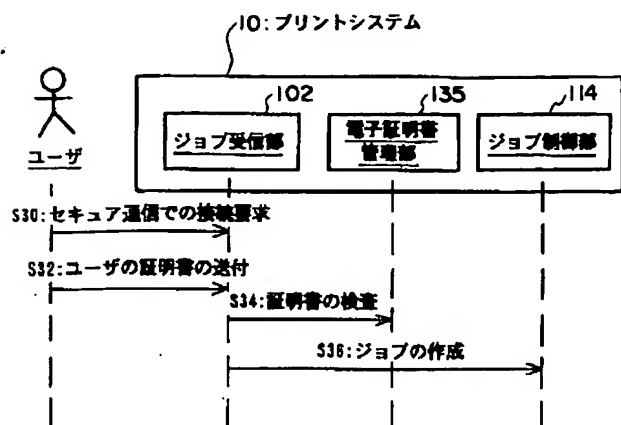 10:プリントシステム
102
135
114
ユーザ
ジョブ受信部
電子証明書
管理部
ジョブ制御部
S30:セキュア通信での接続要求
S32:ユーザの証明書の送付
S34:証明書の検査
S36:ジョブの作成